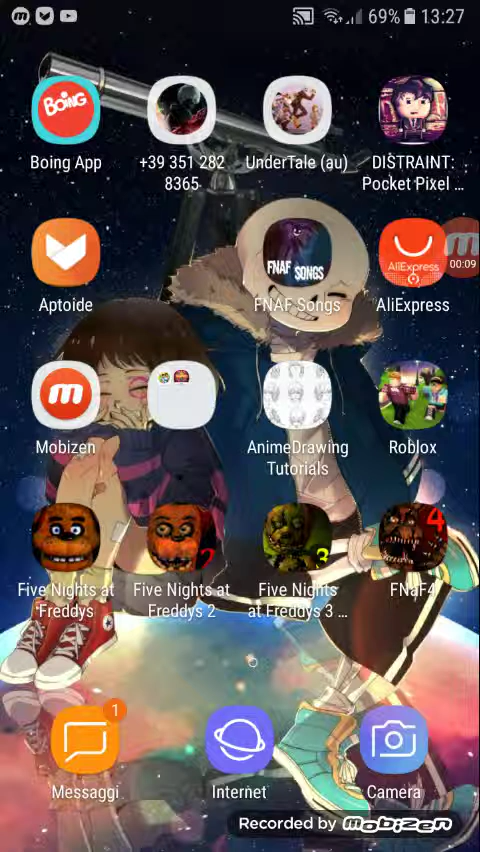 69% 13:27
BOING
Boing App
+39 351 282
8365
UnderTale (au)
DISTRAINT:
Pocket Pixel ...
Aptoide
FNAF SONGS
FNAF Songs
AliExpress
AliExpress
00:09
m
Mobizen
AnimeDrawing
Tutorials
Roblox
2
3
4
Five Nights at
Freddys
Five Nights at
Freddys 2
Five Nights
at Freddys 3 ...
FNaF4
1
Messaggi
Internet
Camera
Recorded by mobizen